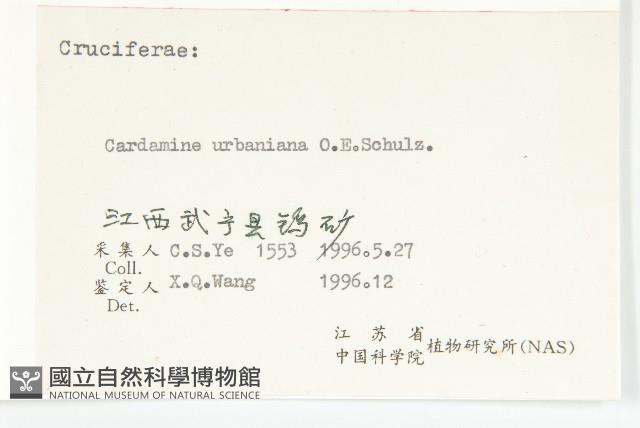 Cruciferae:
Cardamine urbaniana O.E.Schulz.
江西武宁县钨砂
采集人 C.S.Ye 1553 1996.5.27
Coll.
鉴定人 X.Q.Wang 1996.12
Det.
江苏省
中国科学院 植物研究所(NAS)
國立自然科學博物館
NATIONAL MUSEUM OF NATURAL SCIENCE